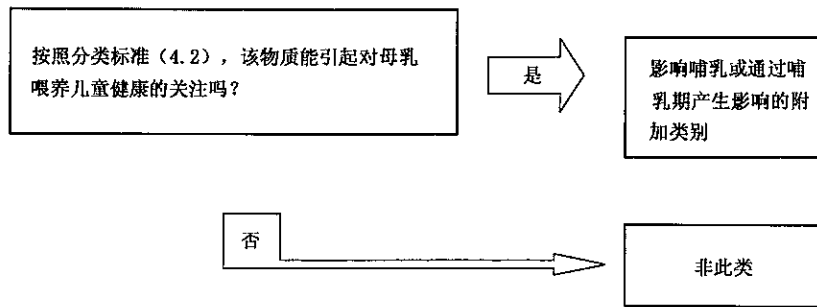 按照分类标准（4.2），该物质能引起对母乳
喂养儿童健康的关注吗？
是
影响哺乳或通过哺
乳期产生影响的附
加类别
否
非此类